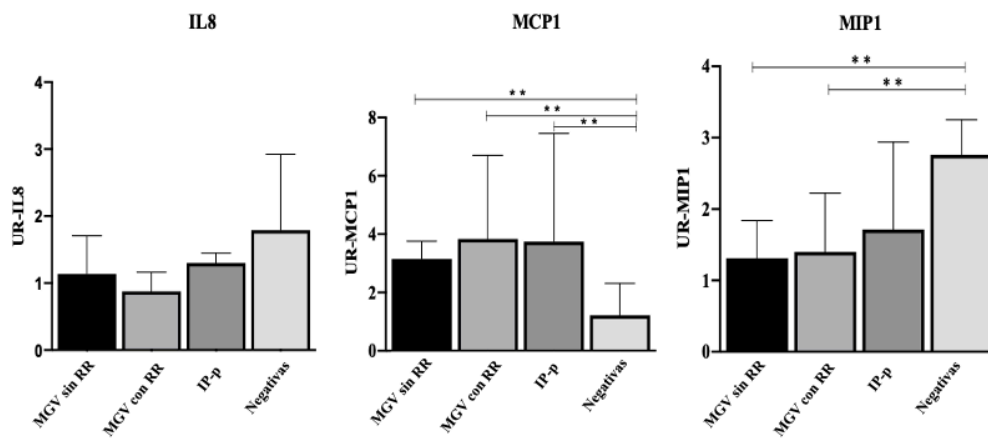 IL8
UR-IL8
4
3
2
1
0
MGV sin RR
MGV con RR
IP-p
Negativas
MCP1
UR-MCP1
8
6
4
2
0
**
**
**
MGV sin RR
MGV con RR
IP-p
Negativas
MIP1
UR-MIP1
4
3
2
1
0
**
**
MGV sin RR
MGV con RR
IP-p
Negativas